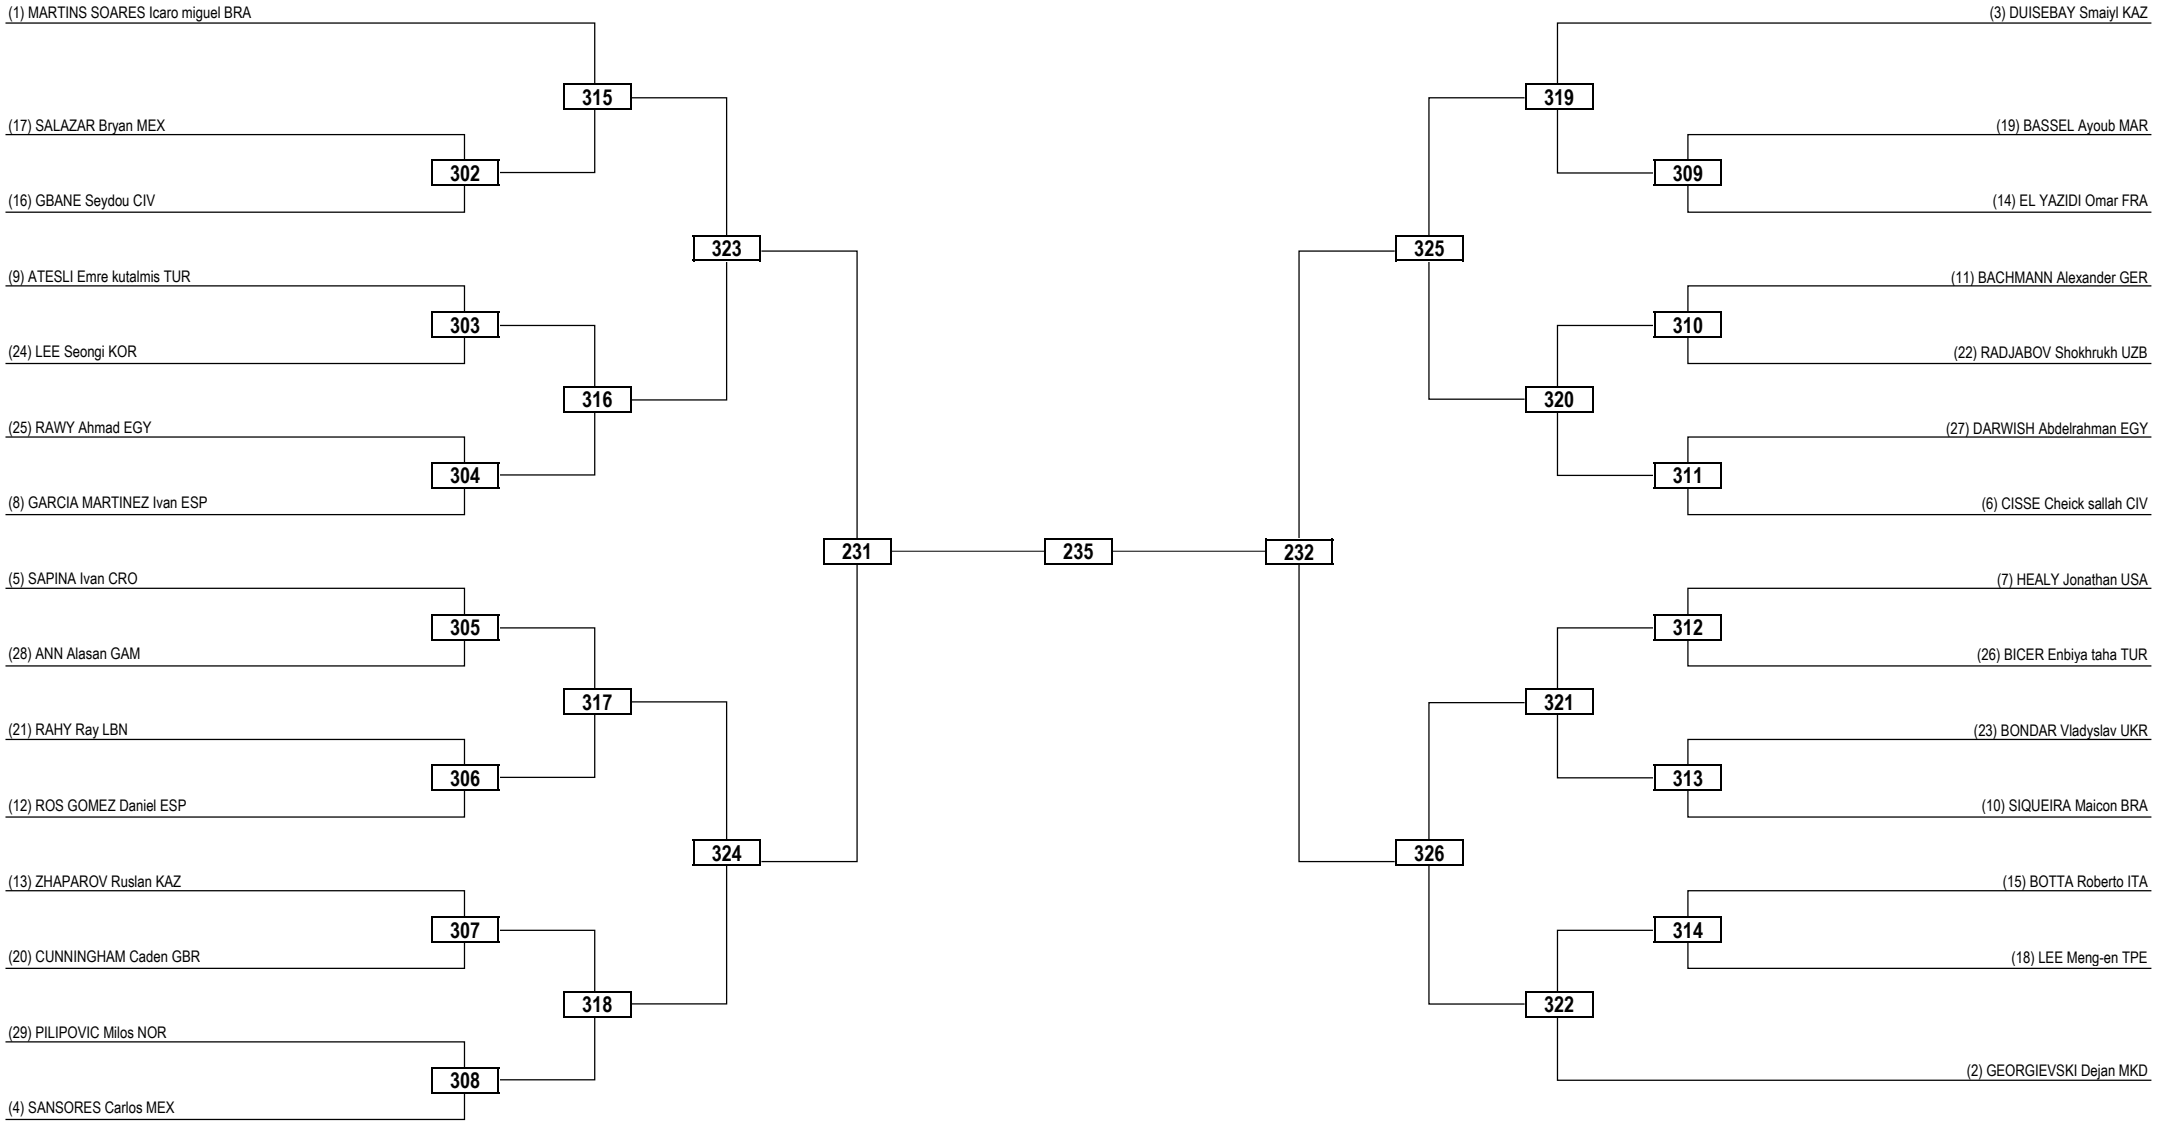 (1) MARTINS SOARES Icaro miguel BRA
315
(17) SALAZAR Bryan MEX
302
(16) GBANE Seydou CIV
323
(9) ATESLI Emre kutalmis TUR
303
(24) LEE Seongi KOR
316
(25) RAWY Ahmad EGY
304
(8) GARCIA MARTINEZ Ivan ESP
231
(5) SAPINA Ivan CRO
305
(28) ANN Alasan GAM
317
(21) RAHY Ray LBN
306
(12) ROS GOMEZ Daniel ESP
324
(13) ZHAPAROV Ruslan KAZ
307
(20) CUNNINGHAM Caden GBR
318
(29) PILIPOVIC Milos NOR
308
(4) SANSORES Carlos MEX
235
(3) DUISEBAY Smaiyl KAZ
319
(19) BASSEL Ayoub MAR
309
(14) EL YAZIDI Omar FRA
325
(11) BACHMANN Alexander GER
310
(22) RADJABOV Shokhrukh UZB
320
(27) DARWISH Abdelrahman EGY
311
(6) CISSE Cheick sallah CIV
232
(7) HEALY Jonathan USA
312
(26) BICER Enbiya taha TUR
321
(23) BONDAR Vladyslav UKR
313
(10) SIQUEIRA Maicon BRA
326
(15) BOTTA Roberto ITA
314
(18) LEE Meng-en TPE
322
(2) GEORGIEVSKI Dejan MKD